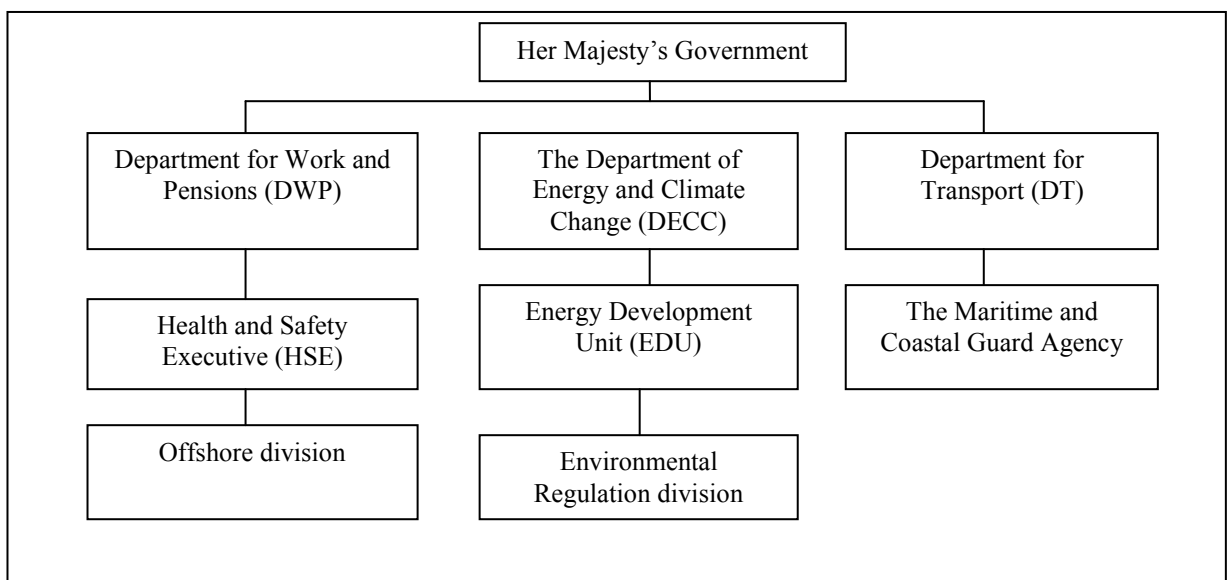 Her Majesty’s Government
Department for Work and
Pensions (DWP)
The Department of
Energy and Climate
Change (DECC)
Department for
Transport (DT)
Health and Safety
Executive (HSE)
Energy Development
Unit (EDU)
The Maritime and
Coastal Guard Agency
Offshore division
Environmental
Regulation division